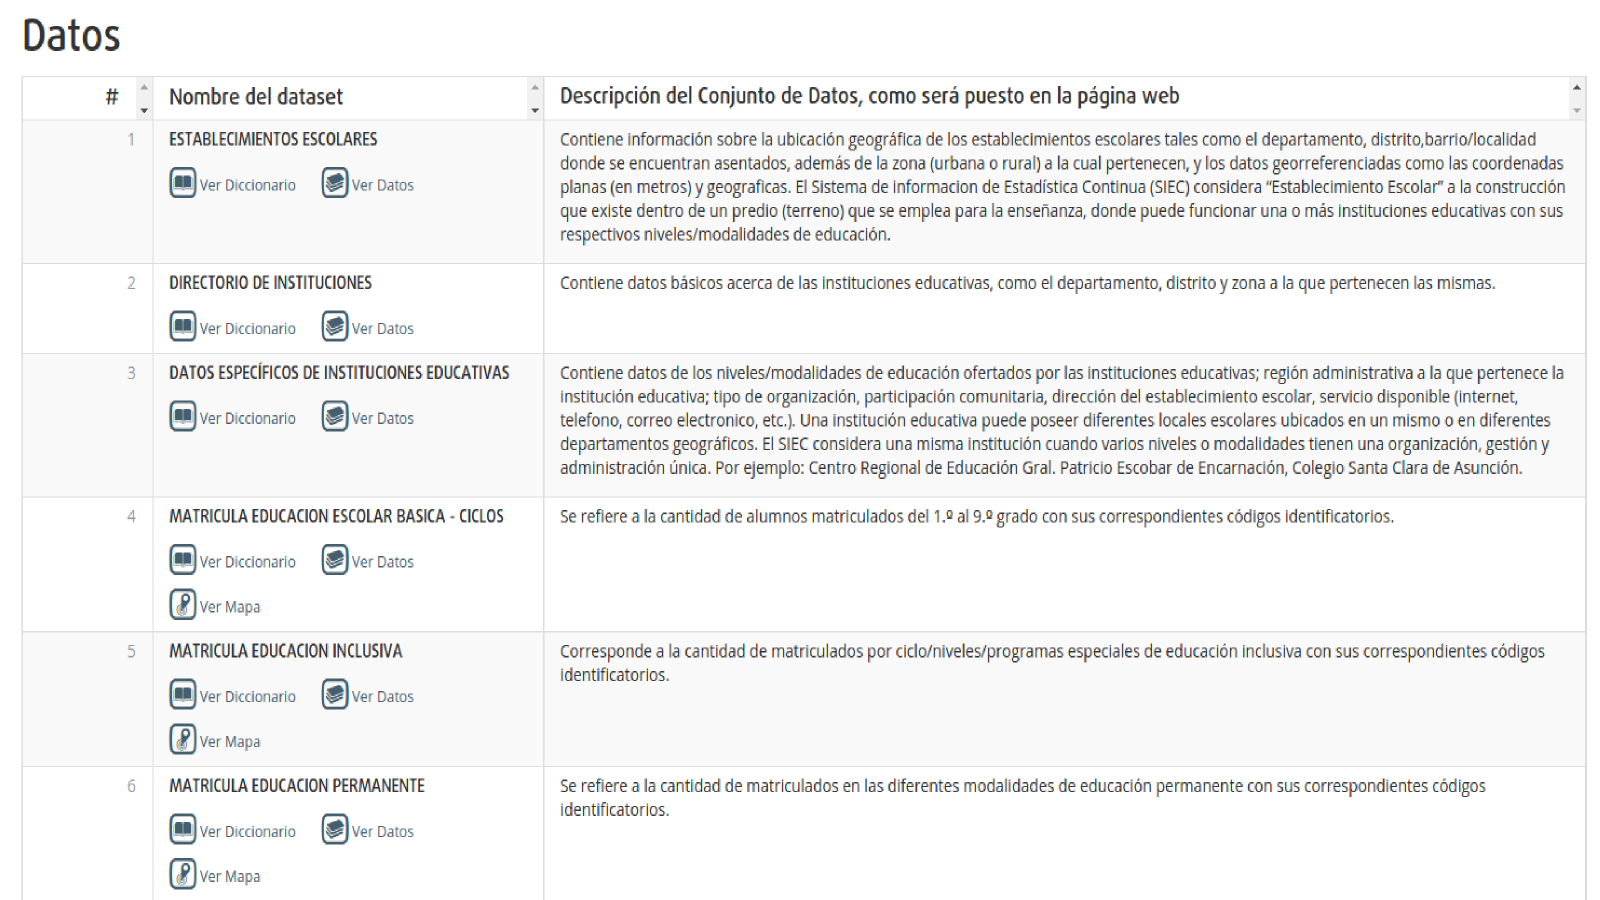 Datos
# Nombre del dataset Descripción del Conjunto de Datos, como será puesto en la página web
1 ESTABLECIMIENTOS ESCOLARES
Ver Diccionario Ver Datos
Contiene información sobre la ubicación geográfica de los establecimientos escolares tales como el departamento, distrito,barrio/localidad
donde se encuentran asentados, además de la zona (urbana o rural) a la cual pertenecen, y los datos georreferenciadas como las coordenadas
planas (en metros) y geograficas. El Sistema de informacion de Estadística Continua (SIEC) considera “Establecimiento Escolar” a la construcción
que existe dentro de un predio (terreno) que se emplea para la enseñanza, donde puede funcionar una o más instituciones educativas con sus
respectivos niveles/modalidades de educación.
2 DIRECTORIO DE INSTITUCIONES
Ver Diccionario Ver Datos
Contiene datos básicos acerca de las instituciones educativas, como el departamento, distrito y zona a la que pertenecen las mismas.
3 DATOS ESPECÍFICOS DE INSTITUCIONES EDUCATIVAS
Ver Diccionario Ver Datos
Contiene datos de los niveles/modalidades de educación ofertados por las instituciones educativas; región administrativa a la que pertenece la
institución educativa; tipo de organización, participación comunitaria, dirección del establecimiento escolar, servicio disponible (internet,
telefono, correo electronico, etc.). Una institución educativa puede poseer diferentes locales escolares ubicados en un mismo o en diferentes
departamentos geográficos. El SIEC considera una misma institución cuando varios niveles o modalidades tienen una organización, gestión y
administración única. Por ejemplo: Centro Regional de Educación Gral. Patricio Escobar de Encarnación, Colegio Santa Clara de Asunción.
4 MATRICULA EDUCACION ESCOLAR BASICA - CICLOS
Ver Diccionario Ver Datos
Ver Mapa
Se refiere a la cantidad de alumnos matriculados del 1.º al 9.º grado con sus correspondientes códigos identificatorios.
5 MATRICULA EDUCACION INCLUSIVA
Ver Diccionario Ver Datos
Ver Mapa
Corresponde a la cantidad de matriculados por ciclo/niveles/programas especiales de educación inclusiva con sus correspondientes códigos
identificatorios.
6 MATRICULA EDUCACION PERMANENTE
Ver Diccionario Ver Datos
Ver Mapa
Se refiere a la cantidad de matriculados en las diferentes modalidades de educación permanente con sus correspondientes códigos
identificatorios.